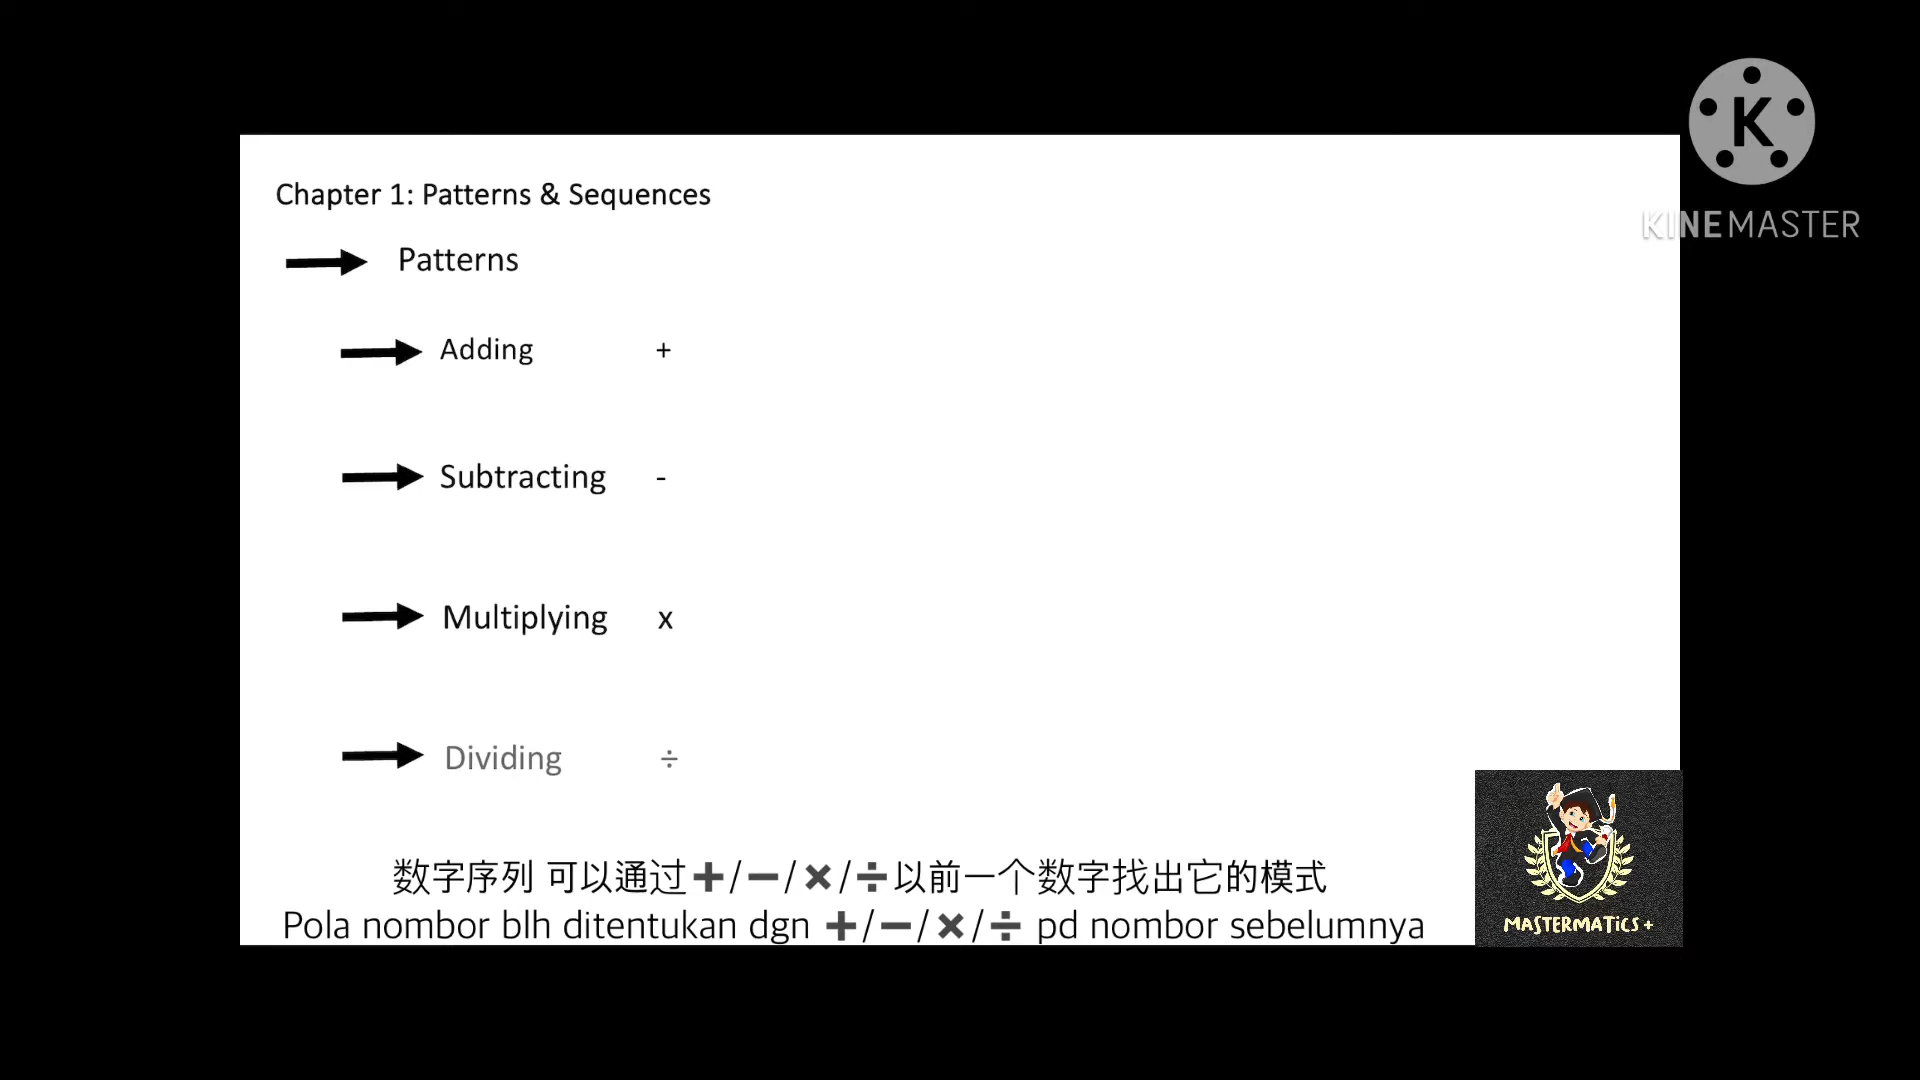 K
KINEMASTER
Chapter 1: Patterns & Sequences
Patterns
Adding +
Subtracting -
Multiplying x
Dividing ÷
数字序列 可以通过➕/➖/✖/➗以前一个数字找出它的模式
Pola nombor blh ditentukan dgn ➕/➖/✖/➗ pd nombor sebelumnya
MASTERMATiCS +